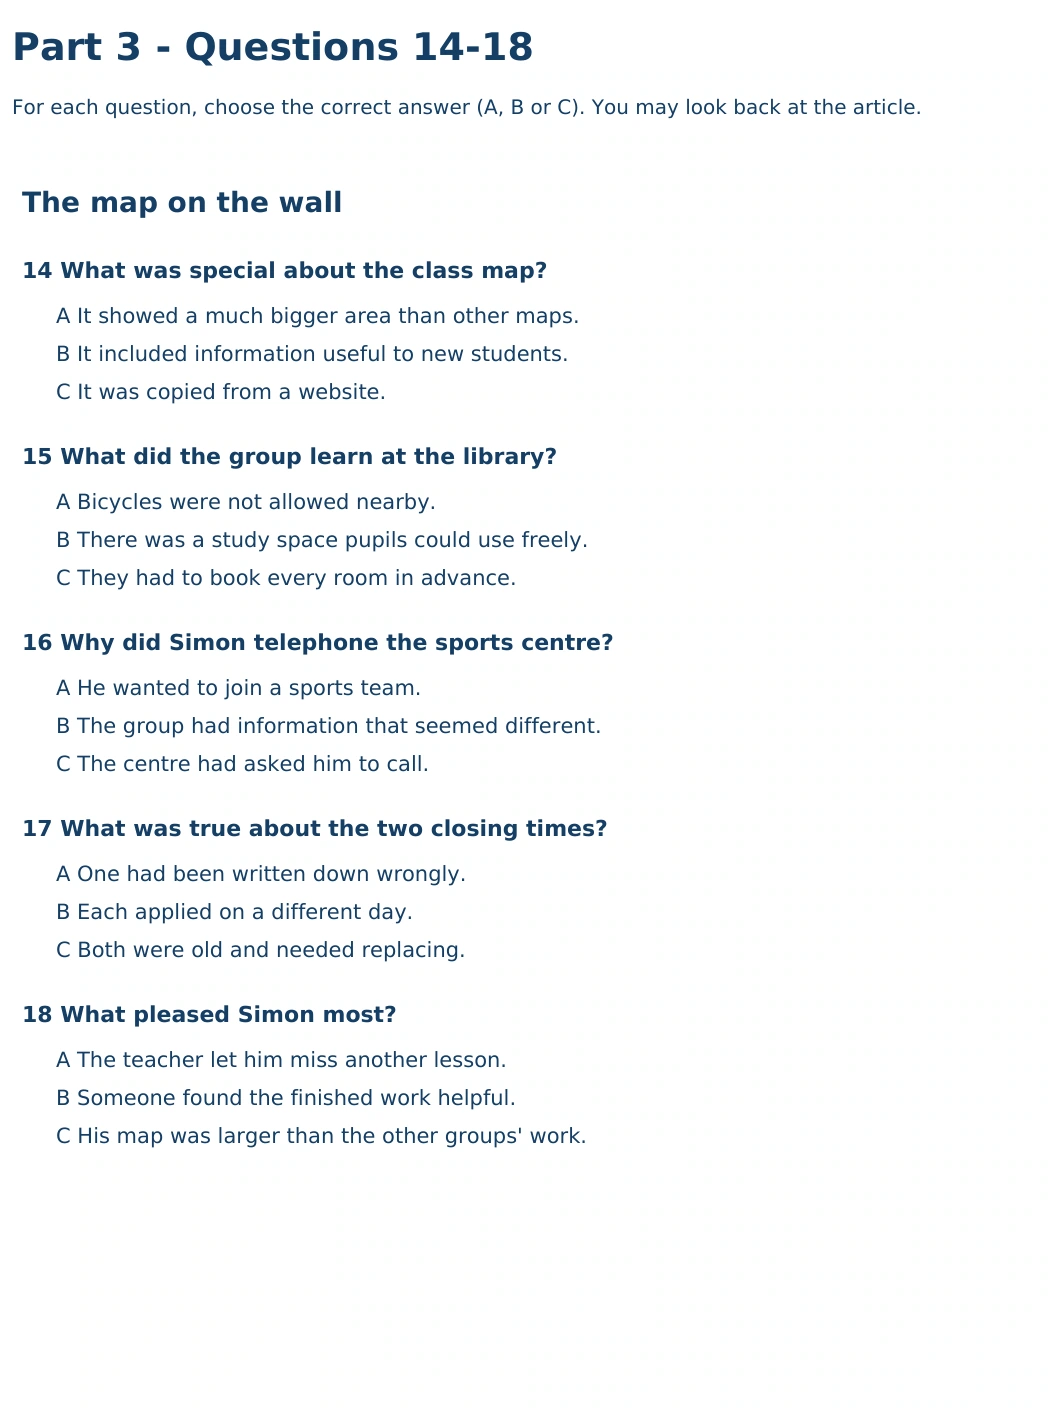 Part 3 - Questions 14-18
For each question, choose the correct answer (A, B or C). You may look back at the article.
The map on the wall
14 What was special about the class map?
A It showed a much bigger area than other maps.
B It included information useful to new students.
C It was copied from a website.
15 What did the group learn at the library?
A Bicycles were not allowed nearby.
B There was a study space pupils could use freely.
C They had to book every room in advance.
16 Why did Simon telephone the sports centre?
A He wanted to join a sports team.
B The group had information that seemed different.
C The centre had asked him to call.
17 What was true about the two closing times?
A One had been written down wrongly.
B Each applied on a different day.
C Both were old and needed replacing.
18 What pleased Simon most?
A The teacher let him miss another lesson.
B Someone found the finished work helpful.
C His map was larger than the other groups' work.